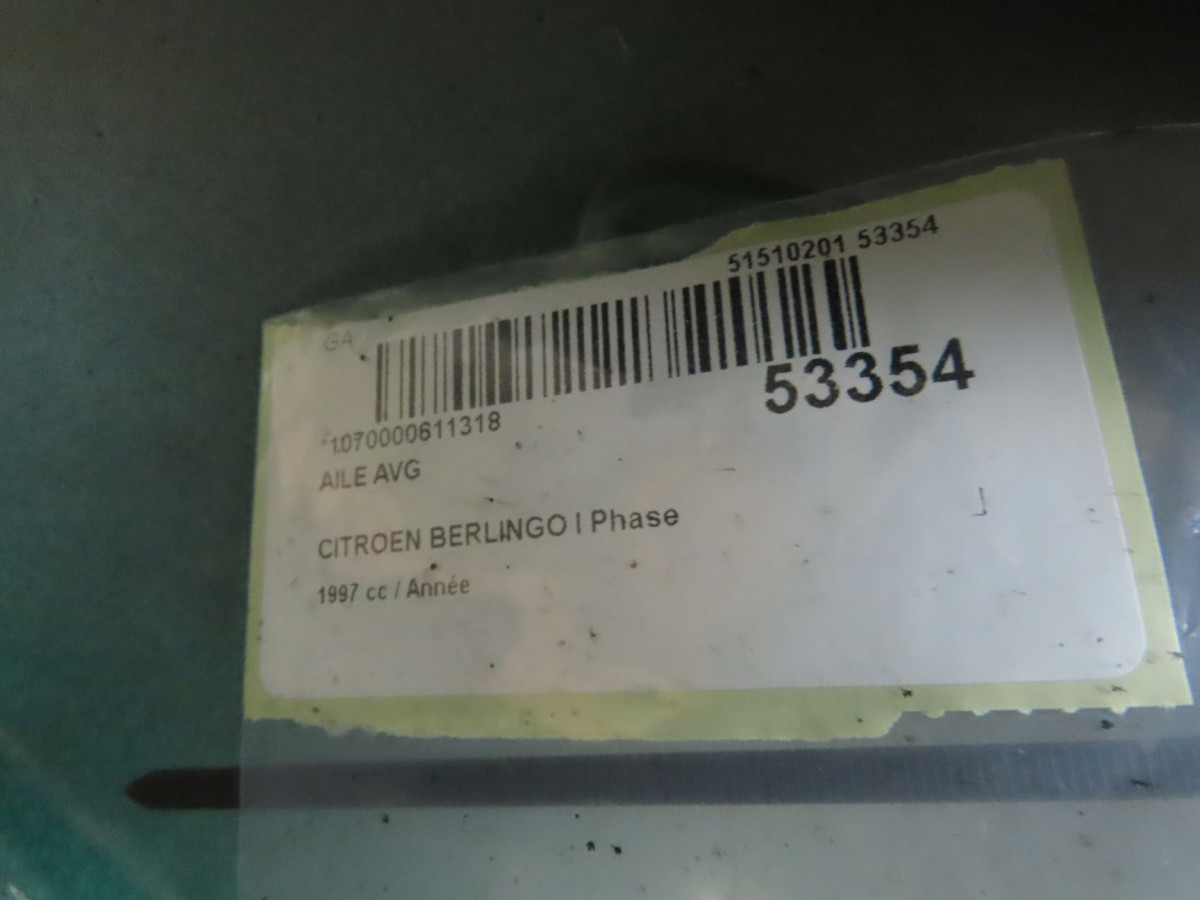 51510201 53354
GA
53354
*1070000611318
AILE AVG
CITROEN BERLINGO I Phase
1997 cc / Année